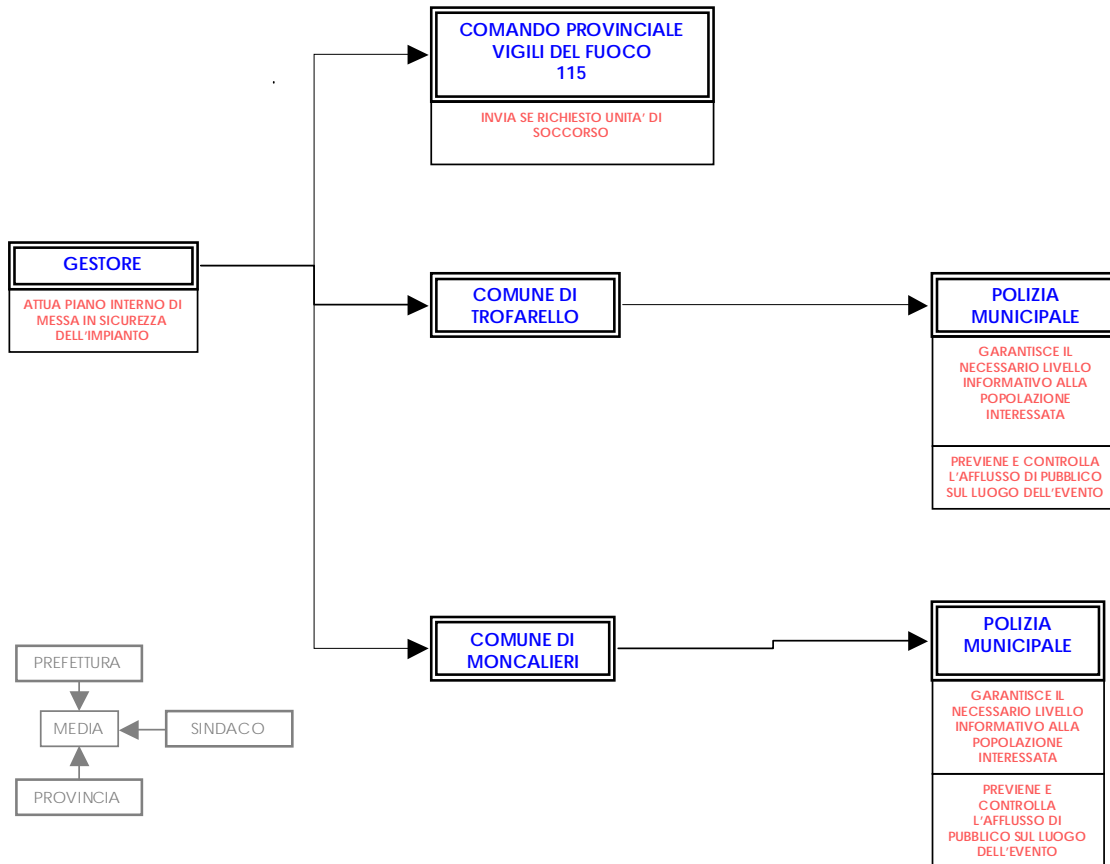 COMANDO PROVINCIALE
VIGILI DEL FUOCO
115
INVIA SE RICHIESTO UNITA' DI
SOCCORSO
GESTORE
ATTUA PIANO INTERNO DI
MESSA IN SICUREZZA
DELL'IMPIANTO
COMUNE DI
TROFARELLO
POLIZIA
MUNICIPALE
GARANTISCE IL
NECESSARIO LIVELLO
INFORMATIVO ALLA
POPOLAZIONE
INTERESSATA
PREVIENE E CONTROLLA
L'AFFLUSSO DI PUBBLICO
SUL LUOGO DELL'EVENTO
COMUNE DI
MONCALIERI
POLIZIA
MUNICIPALE
GARANTISCE IL
NECESSARIO LIVELLO
INFORMATIVO ALLA
POPOLAZIONE
INTERESSATA
PREVIENE E
CONTROLLA
L'AFFLUSSO DI
PUBBLICO SUL LUOGO
DELL'EVENTO
PREFETTURA
MEDIA
SINDACO
PROVINCIA